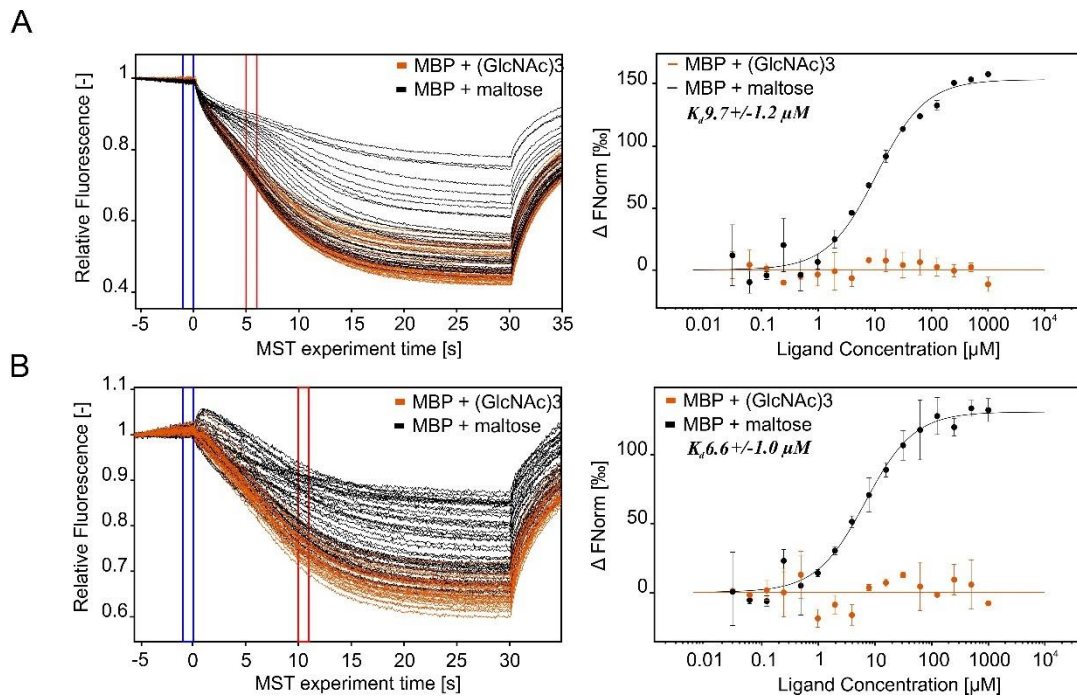 A
Relative Fluorescence [-]
1
0.8
0.6
0.4
-5
0
5
10
15
20
25
30
35
MST experiment time [s]
MBP + (GlcNAc)3
MBP + maltose
Δ FNorm [‰]
150
100
50
0
0.01
0.1
1
10
100
1000
10⁴
Ligand Concentration [µM]
MBP + (GlcNAc)3
MBP + maltose
Kd 9.7 +/-1.2 µM
B
Relative Fluorescence [-]
1.1
1
0.9
0.8
0.7
0.6
-5
0
5
10
15
20
25
30
35
MST experiment time [s]
MBP + (GlcNAc)3
MBP + maltose
Δ FNorm [‰]
100
50
0
0.01
0.1
1
10
100
1000
10⁴
Ligand Concentration [µM]
MBP + (GlcNAc)3
MBP + maltose
Kd 6.6 +/-1.0 µM